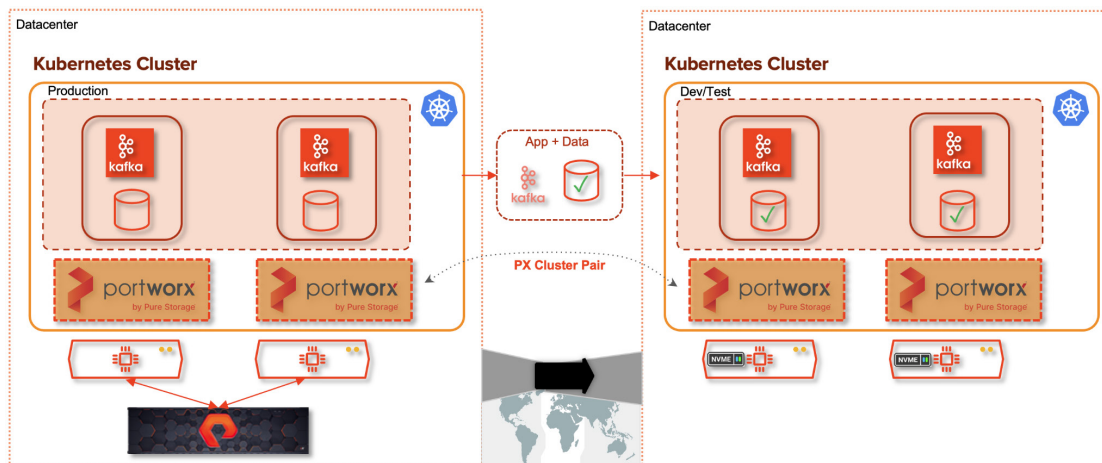 Datacenter
Kubernetes Cluster
Production
kafka
kafka
portworx
by Pure Storage
portworx
by Pure Storage
App + Data
kafka
PX Cluster Pair
Datacenter
Kubernetes Cluster
Dev/Test
kafka
kafka
portworx
by Pure Storage
portworx
by Pure Storage
NVME
NVME